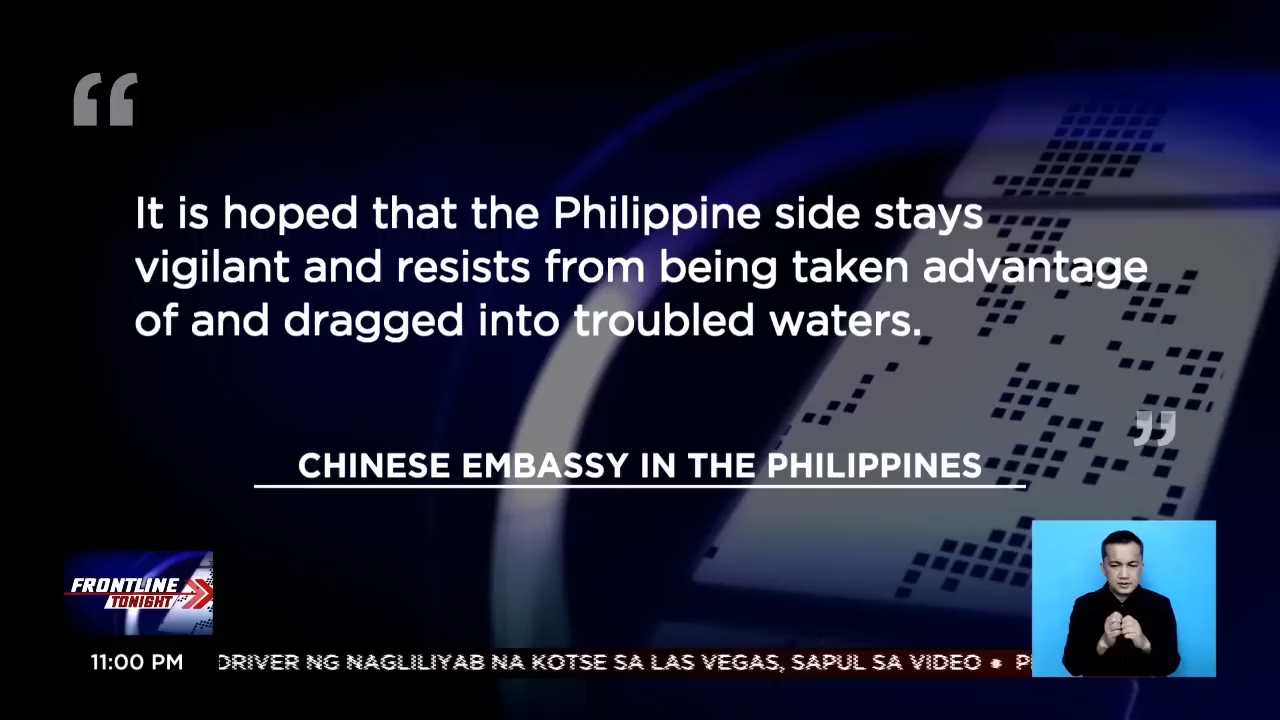 “
It is hoped that the Philippine side stays
vigilant and resists from being taken advantage
of and dragged into troubled waters.
”
CHINESE EMBASSY IN THE PHILIPPINES
FRONTLINE
TONIGHT
11:00 PM
DRIVER NG NAGLILIYAB NA KOTSE SA LAS VEGAS, SAPUL SA VIDEO •